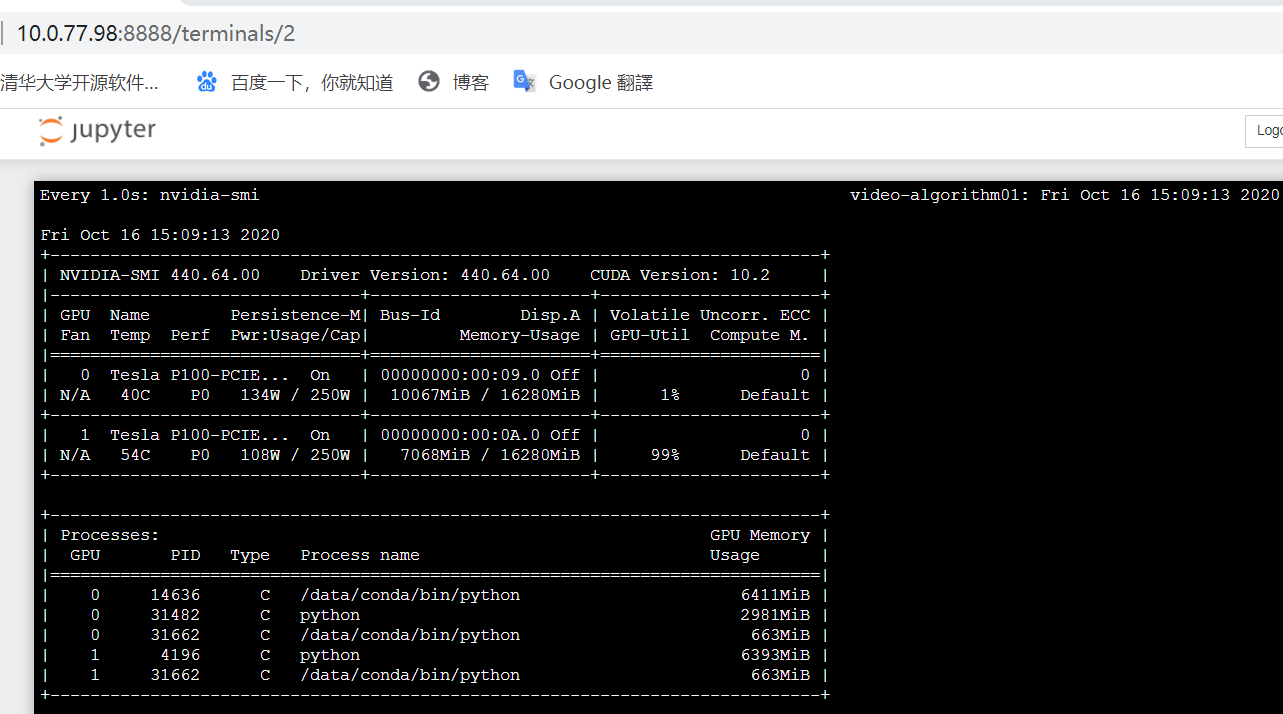 10.0.77.98:8888/terminals/2
清华大学开源软件... 百度一下，你就知道 博客 Google 翻譯
jupyter
Every 1.0s: nvidia-smi video-algorithm01: Fri Oct 16 15:09:13 2020
Fri Oct 16 15:09:13 2020
+-----------------------------------------------------------------------------+
| NVIDIA-SMI 440.64.00    Driver Version: 440.64.00    CUDA Version: 10.2     |
|-------------------------------+----------------------+----------------------+
| GPU  Name        Persistence-M| Bus-Id        Disp.A | Volatile Uncorr. ECC |
| Fan  Temp  Perf  Pwr:Usage/Cap|         Memory-Usage | GPU-Util  Compute M. |
|===============================+======================+======================|
|   0  Tesla P100-PCIE...  On   | 00000000:00:09.0 Off |                    0 |
| N/A   40C    P0   134W / 250W |  10067MiB / 16280MiB |      1%      Default |
+-------------------------------+----------------------+----------------------+
|   1  Tesla P100-PCIE...  On   | 00000000:00:0A.0 Off |                    0 |
| N/A   54C    P0   108W / 250W |   7068MiB / 16280MiB |     99%      Default |
+-------------------------------+----------------------+----------------------+
+-----------------------------------------------------------------------------+
| Processes:                                                       GPU Memory |
|  GPU       PID   Type   Process name                             Usage      |
|=============================================================================|
|    0     14636      C   /data/conda/bin/python                      6411MiB |
|    0     31482      C   python                                      2981MiB |
|    0     31662      C   /data/conda/bin/python                       663MiB |
|    1      4196      C   python                                      6393MiB |
|    1     31662      C   /data/conda/bin/python                       663MiB |
+-----------------------------------------------------------------------------+